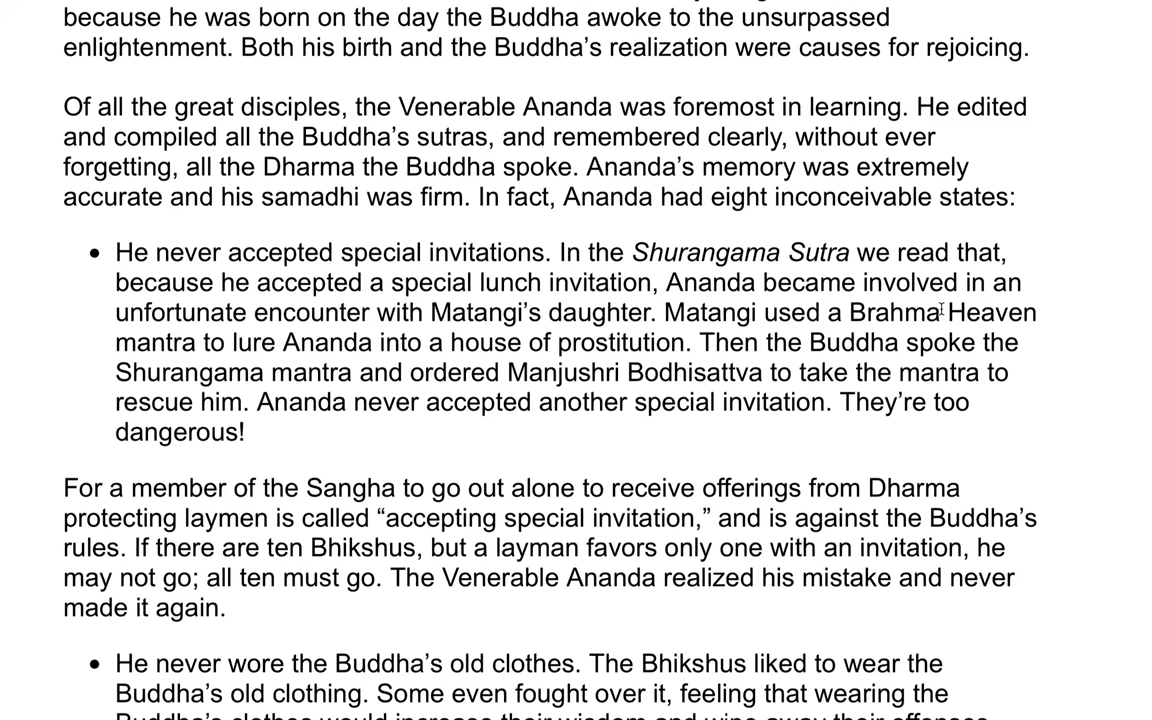 because he was born on the day the Buddha awoke to the unsurpassed
enlightenment. Both his birth and the Buddha’s realization were causes for rejoicing.
Of all the great disciples, the Venerable Ananda was foremost in learning. He edited
and compiled all the Buddha’s sutras, and remembered clearly, without ever
forgetting, all the Dharma the Buddha spoke. Ananda’s memory was extremely
accurate and his samadhi was firm. In fact, Ananda had eight inconceivable states:
• He never accepted special invitations. In the Shurangama Sutra we read that,
because he accepted a special lunch invitation, Ananda became involved in an
unfortunate encounter with Matangi’s daughter. Matangi used a Brahma Heaven
mantra to lure Ananda into a house of prostitution. Then the Buddha spoke the
Shurangama mantra and ordered Manjushri Bodhisattva to take the mantra to
rescue him. Ananda never accepted another special invitation. They’re too
dangerous!
For a member of the Sangha to go out alone to receive offerings from Dharma
protecting laymen is called “accepting special invitation,” and is against the Buddha’s
rules. If there are ten Bhikshus, but a layman favors only one with an invitation, he
may not go; all ten must go. The Venerable Ananda realized his mistake and never
made it again.
• He never wore the Buddha’s old clothes. The Bhikshus liked to wear the
Buddha’s old clothing. Some even fought over it, feeling that wearing the
Buddha’s clothes would increase their wisdom and wipe away their offenses